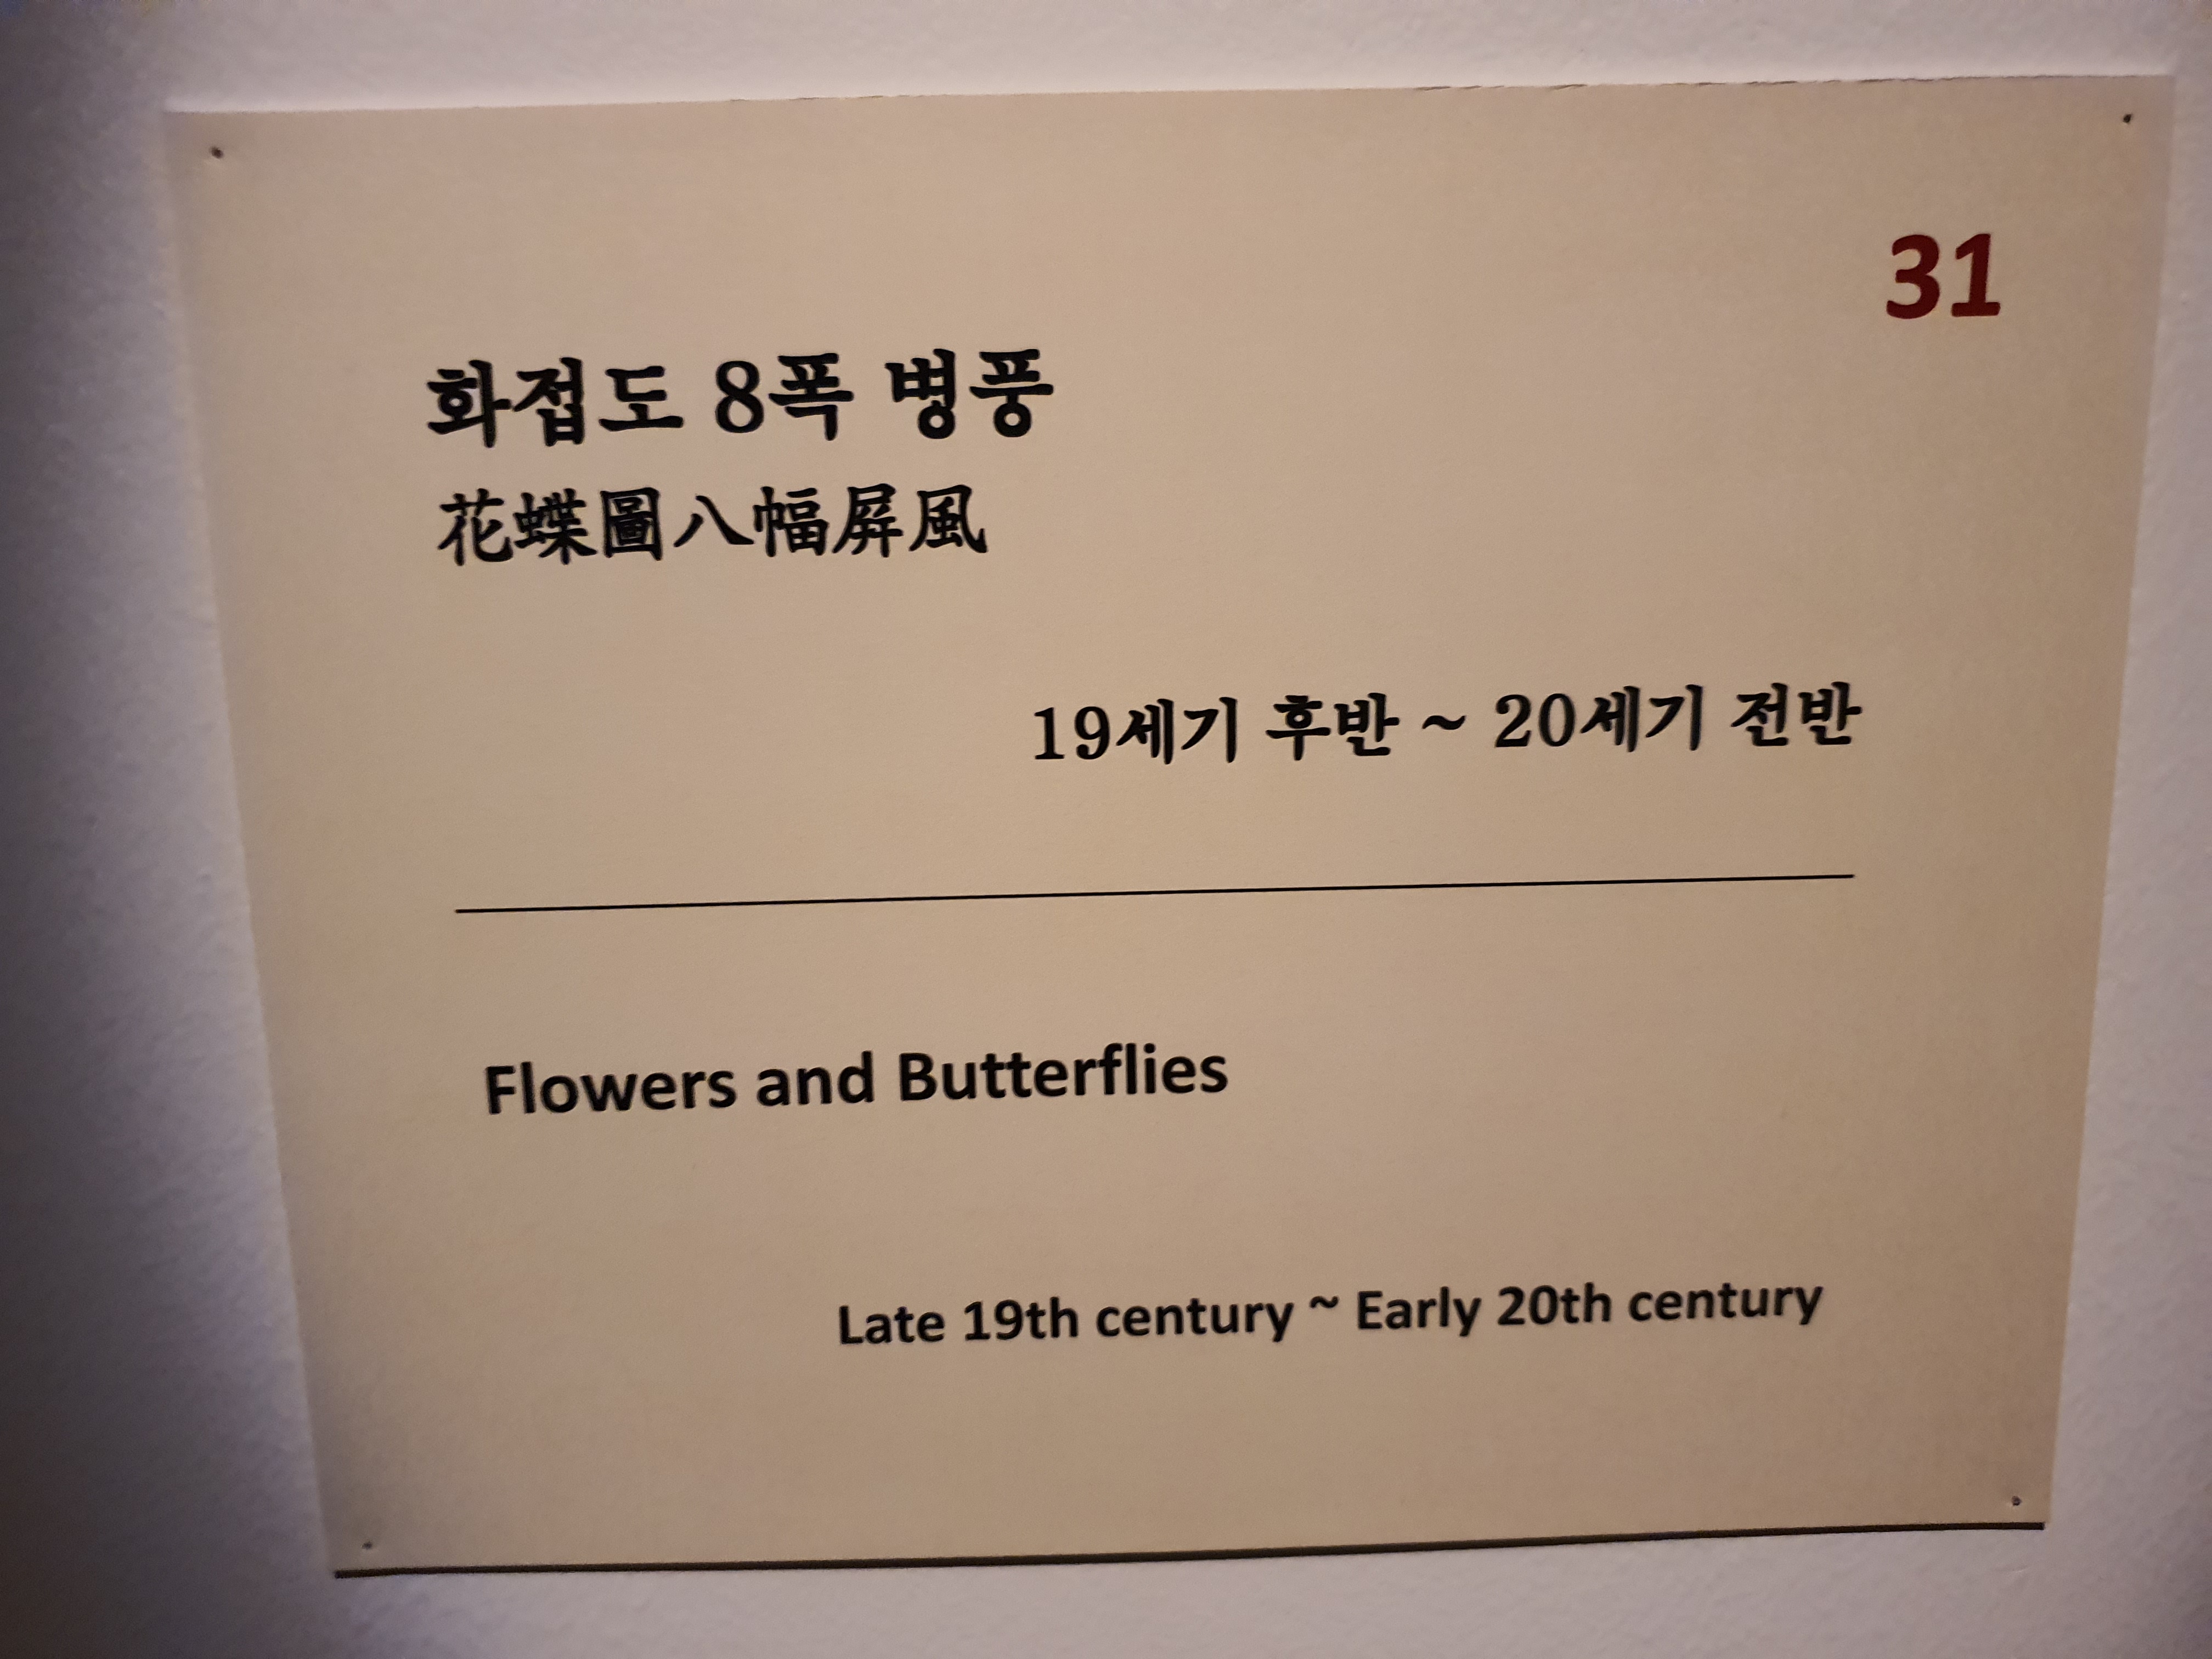 31
화접도 8폭 병풍
花蝶圖八幅屛風
19세기 후반 ~ 20세기 전반
Flowers and Butterflies
Late 19th century ~ Early 20th century